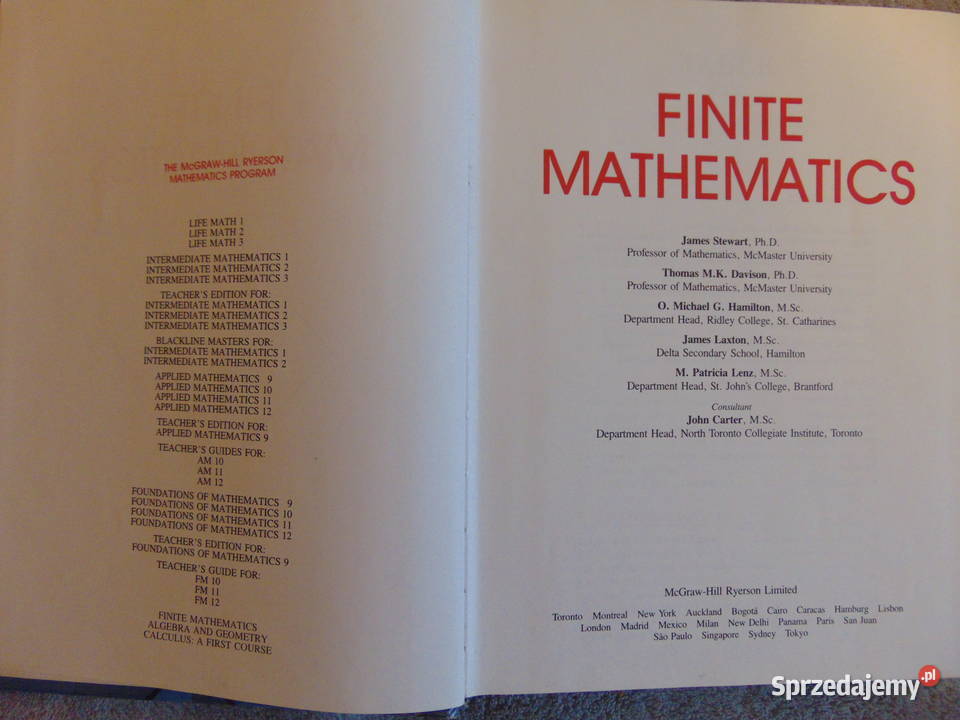 THE McGRAW-HILL RYERSON
MATHEMATICS PROGRAM
LIFE MATH 1
LIFE MATH 2
LIFE MATH 3
INTERMEDIATE MATHEMATICS 1
INTERMEDIATE MATHEMATICS 2
INTERMEDIATE MATHEMATICS 3
TEACHER'S EDITION FOR:
INTERMEDIATE MATHEMATICS 1
INTERMEDIATE MATHEMATICS 2
INTERMEDIATE MATHEMATICS 3
BLACKLINE MASTERS FOR:
INTERMEDIATE MATHEMATICS 1
INTERMEDIATE MATHEMATICS 2
APPLIED MATHEMATICS 9
APPLIED MATHEMATICS 10
APPLIED MATHEMATICS 11
APPLIED MATHEMATICS 12
TEACHER'S EDITION FOR:
APPLIED MATHEMATICS 9
TEACHER'S GUIDES FOR:
AM 10
AM 11
AM 12
FOUNDATIONS OF MATHEMATICS 9
FOUNDATIONS OF MATHEMATICS 10
FOUNDATIONS OF MATHEMATICS 11
FOUNDATIONS OF MATHEMATICS 12
TEACHER'S EDITION FOR:
FOUNDATIONS OF MATHEMATICS 9
TEACHER'S GUIDE FOR:
FM 10
FM 11
FM 12
FINITE MATHEMATICS
ALGEBRA AND GEOMETRY
CALCULUS: A FIRST COURSE
FINITE
MATHEMATICS
James Stewart, Ph.D.
Professor of Mathematics, McMaster University
Thomas M.K. Davison, Ph.D.
Professor of Mathematics, McMaster University
O. Michael G. Hamilton, M.Sc.
Department Head, Ridley College, St. Catharines
James Laxton, M.Sc.
Delta Secondary School, Hamilton
M. Patricia Lenz, M.Sc.
Department Head, St. John's College, Brantford
Consultant
John Carter, M.Sc.
Department Head, North Toronto Collegiate Institute, Toronto
McGraw-Hill Ryerson Limited
Toronto Montreal New York Auckland Bogotá Cairo Caracas Hamburg Lisbon
London Madrid Mexico Milan New Delhi Panama Paris San Juan
São Paulo Singapore Sydney Tokyo
Sprzedajemy.pl